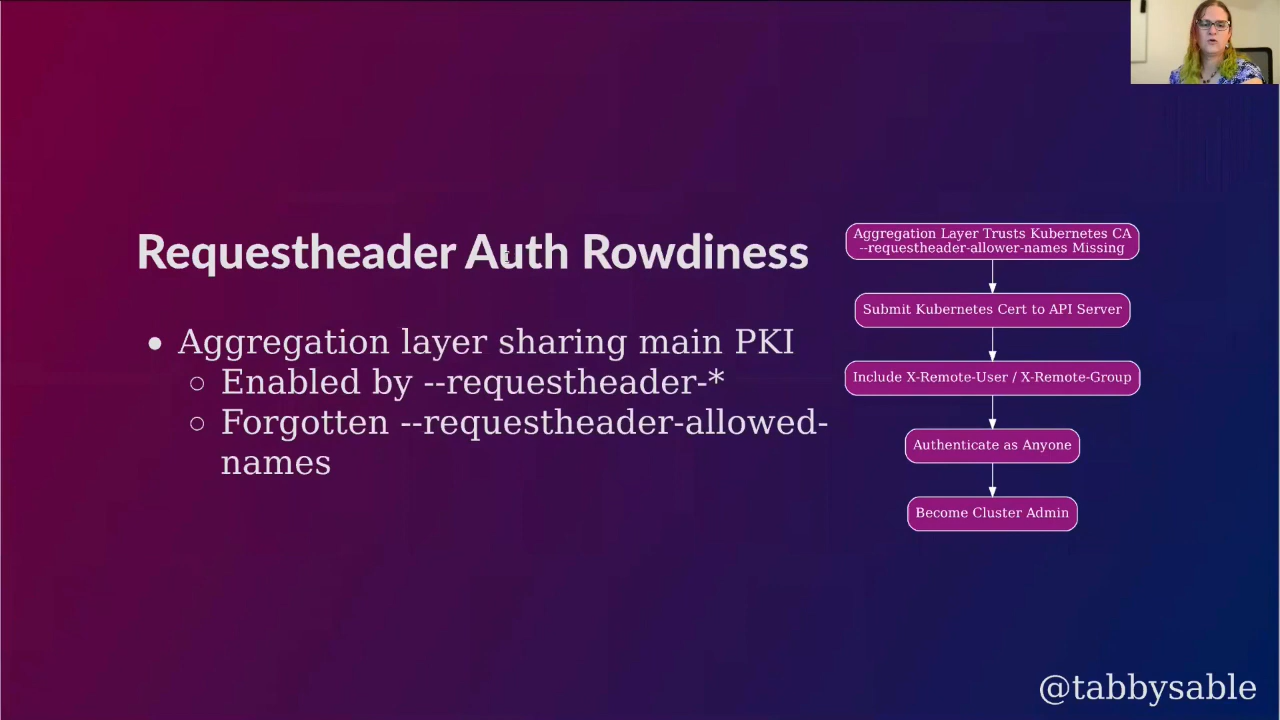 Requestheader Auth Rowdiness
Aggregation layer sharing main PKI
Enabled by --requestheader-*
Forgotten --requestheader-allowed-
names
Aggregation Layer Trusts Kubernetes CA
--requestheader-allower-names Missing
Submit Kubernetes Cert to API Server
Include X-Remote-User / X-Remote-Group
Authenticate as Anyone
Become Cluster Admin
@tabbysable